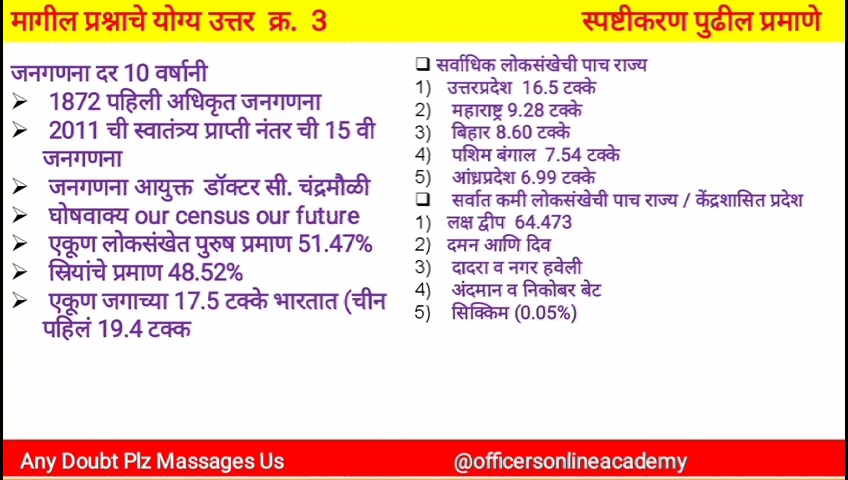 मागील प्रश्नाचे योग्य उत्तर क्र. 3
स्पष्टीकरण पुढील प्रमाणे
जनगणना दर 10 वर्षानी
➤ 1872 पहिली अधिकृत जनगणना
➤ 2011 ची स्वातंत्र्य प्राप्ती नंतर ची 15 वी
जनगणना
➤ जनगणना आयुक्त डॉक्टर सी. चंद्रमौळी
➤ घोषवाक्य our census our future
➤ एकूण लोकसंखेत पुरुष प्रमाण 51.47%
➤ स्रियांचे प्रमाण 48.52%
➤ एकूण जगाच्या 17.5 टक्के भारतात (चीन
पहिलं 19.4 टक्क
❑ सर्वाधिक लोकसंखेची पाच राज्य
1) उत्तरप्रदेश 16.5 टक्के
2) महाराष्ट्र 9.28 टक्के
3) बिहार 8.60 टक्के
4) पशिम बंगाल 7.54 टक्के
5) आंध्रप्रदेश 6.99 टक्के
❑ सर्वात कमी लोकसंखेची पाच राज्य / केंद्रशासित प्रदेश
1) लक्ष द्वीप 64.473
2) दमन आणि दिव
3) दादरा व नगर हवेली
4) अंदमान व निकोबर बेट
5) सिक्किम (0.05%)
Any Doubt Plz Massages Us
@officersonlineacademy